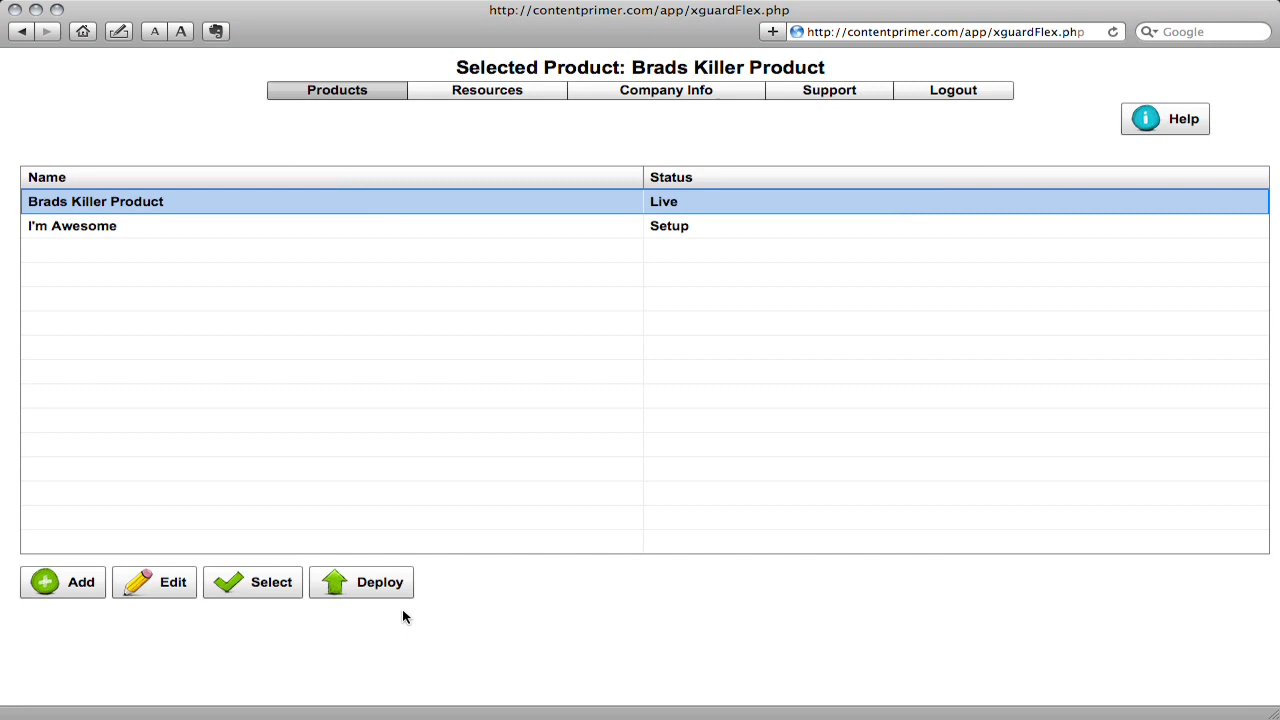 http://contentprimer.com/app/xguardFlex.php
A A http://contentprimer.com/app/xguardFlex.php Google
Selected Product: Brads Killer Product
Products Resources Company Info Support Logout
i Help
Name Status
Brads Killer Product Live
I'm Awesome Setup
Add Edit Select Deploy